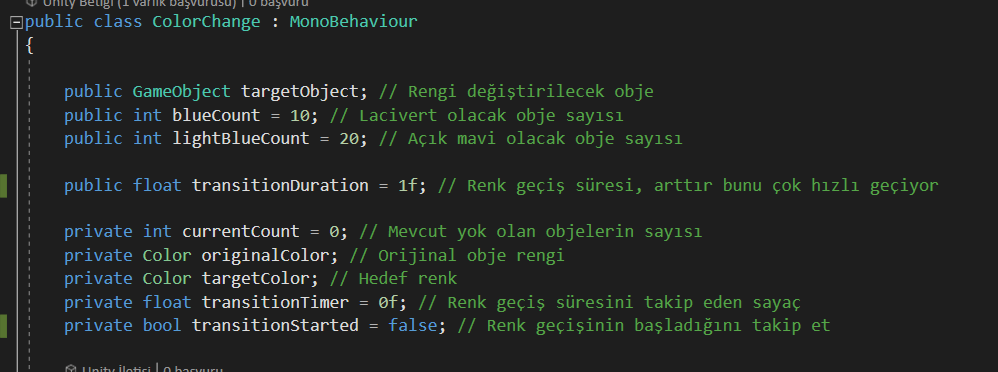 Unity Betiği (1 varlık başvurusu) | 0 başvuru
public class ColorChange : MonoBehaviour
{
public GameObject targetObject; // Rengi değiştirilecek obje
public int blueCount = 10; // Lacivert olacak obje sayısı
public int lightBlueCount = 20; // Açık mavi olacak obje sayısı
public float transitionDuration = 1f; // Renk geçiş süresi, arttır bunu çok hızlı geçiyor
private int currentCount = 0; // Mevcut yok olan objelerin sayısı
private Color originalColor; // Orijinal obje rengi
private Color targetColor; // Hedef renk
private float transitionTimer = 0f; // Renk geçiş süresini takip eden sayaç
private bool transitionStarted = false; // Renk geçişinin başladığını takip et
Unity İletisi | 0 başvuru